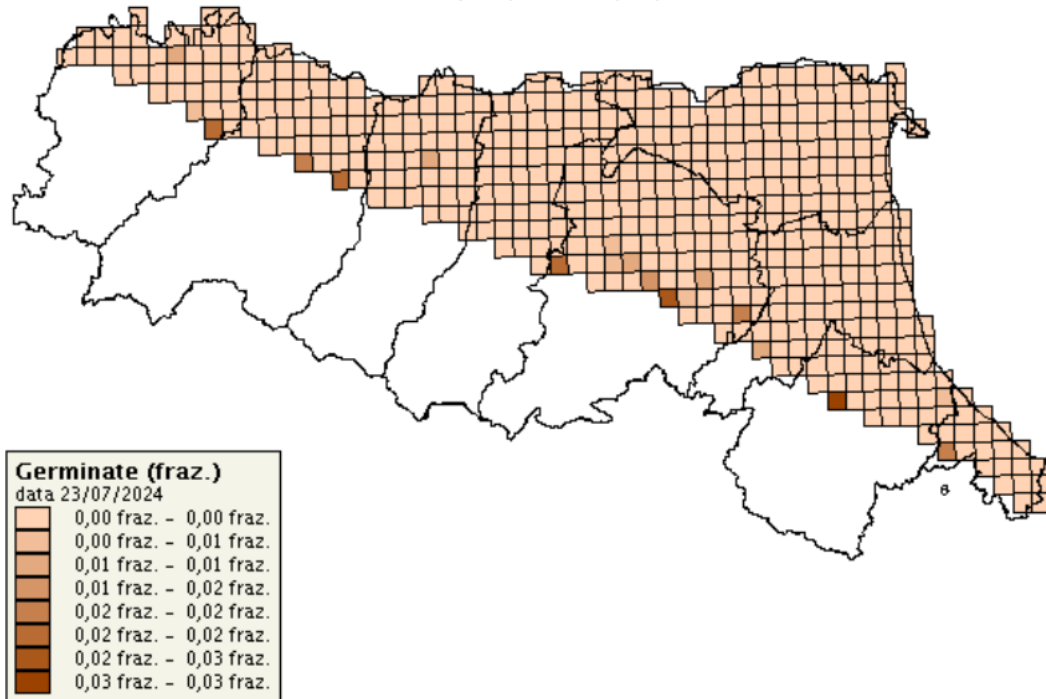 Germinate (fraz.)
data 23/07/2024
0,00 fraz. - 0,00 fraz.
0,00 fraz. - 0,01 fraz.
0,01 fraz. - 0,01 fraz.
0,01 fraz. - 0,02 fraz.
0,02 fraz. - 0,02 fraz.
0,02 fraz. - 0,02 fraz.
0,02 fraz. - 0,03 fraz.
0,03 fraz. - 0,03 fraz.